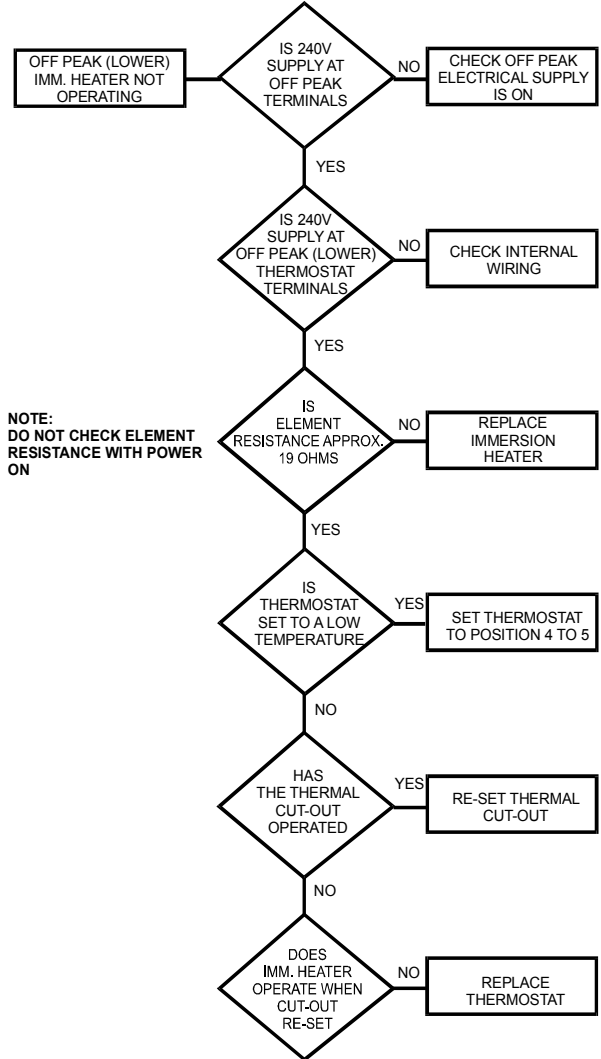 OFF PEAK (LOWER)
IMM. HEATER NOT
OPERATING
IS 240V
SUPPLY AT
OFF PEAK
TERMINALS
NO
CHECK OFF PEAK
ELECTRICAL SUPPLY
IS ON
YES
IS 240V
SUPPLY AT
OFF PEAK (LOWER)
THERMOSTAT
TERMINALS
NO
CHECK INTERNAL
WIRING
YES
NOTE:
DO NOT CHECK ELEMENT
RESISTANCE WITH POWER
ON
IS
ELEMENT
RESISTANCE APPROX.
19 OHMS
NO
REPLACE
IMMERSION
HEATER
YES
IS
THERMOSTAT
SET TO A LOW
TEMPERATURE
YES
SET THERMOSTAT
TO POSITION 4 TO 5
NO
HAS
THE THERMAL
CUT-OUT
OPERATED
YES
RE-SET THERMAL
CUT-OUT
NO
DOES
IMM. HEATER
OPERATE WHEN
CUT-OUT
RE-SET
NO
REPLACE
THERMOSTAT